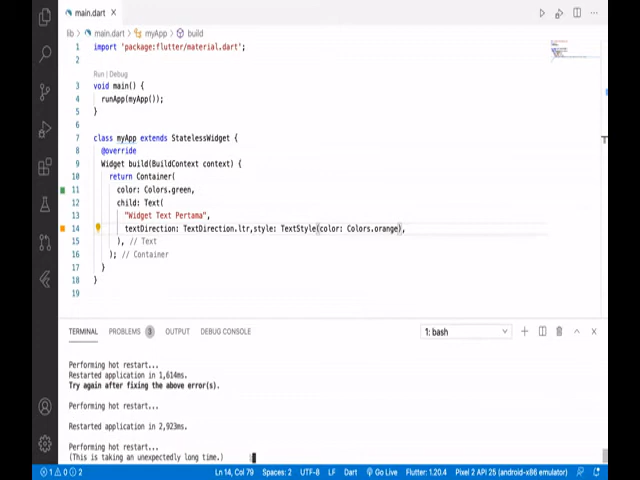 main.dart
lib > main.dart > myApp > build
1 import 'package:flutter/material.dart';
2
Run | Debug
3 void main() {
4 runApp(myApp());
5 }
6
7 class myApp extends StatelessWidget {
8 @override
9 Widget build(BuildContext context) {
10 return Container(
11 color: Colors.green,
12 child: Text(
13 "Widget Text Pertama",
14 textDirection: TextDirection.ltr,style: TextStyle(color: Colors.orange),
15 ), // Text
16 ); // Container
17 }
18 }
19
TERMINAL PROBLEMS 3 OUTPUT DEBUG CONSOLE 1: bash
Performing hot restart...
Restarted application in 1,614ms.
Try again after fixing the above error(s).
Performing hot restart...
Restarted application in 2,923ms.
Performing hot restart...
(This is taking an unexpectedly long time.)
1 0 2 Ln 14, Col 79 Spaces: 2 UTF-8 LF Dart Go Live Flutter: 1.20.4 Pixel 2 API 25 (android-x86 emulator)